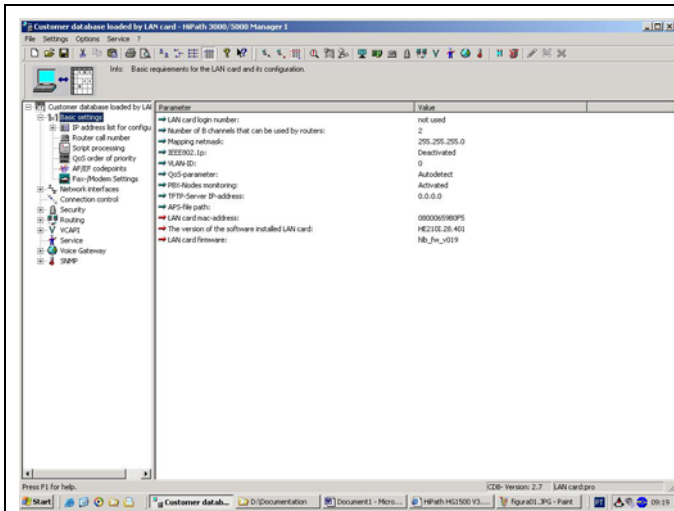 Customer database loaded by LAN card - HiPath 3000/5000 Manager I
File Settings Options Service ?
Info: Basic requirements for the LAN card and its configuration.
Customer database loaded by LAN
Basic settings
IP address list for configu
Router call number
Script processing
QoS order of priority
AF/EF codepoints
Fax-/Modem Settings
Network interfaces
Connection control
Security
Routing
VCAPI
Service
Voice Gateway
SNMP
Parameter Value
LAN card login number: not used
Number of B channels that can be used by routers: 2
Mapping netmask: 255.255.255.0
IEEE802.1p: Deactivated
VLAN-ID: 0
QoS-parameter: Autodetect
PBX-Nodes monitoring: Activated
TFTP-Server IP-address: 0.0.0.0
APS-file path:
LAN card mac-address: 0800065980F5
The version of the software installed LAN card: HE210I.28.401
LAN card firmware: hlb_fw_v019
Press F1 for help. CDB- Version: 2.7 LAN card:pro
Start Customer datab... D:\Documentation Document1 - Micro... HiPath HG1500 V3.... Figura01.JPG - Paint PT 09:19